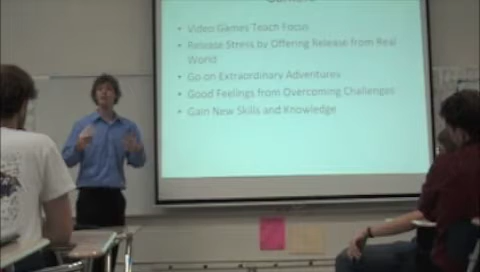 Video Games Teach Focus
Release Stress by Offering Release from Real
World
Go on Extraordinary Adventures
Good Feelings from Overcoming Challenges
Gain New Skills and Knowledge